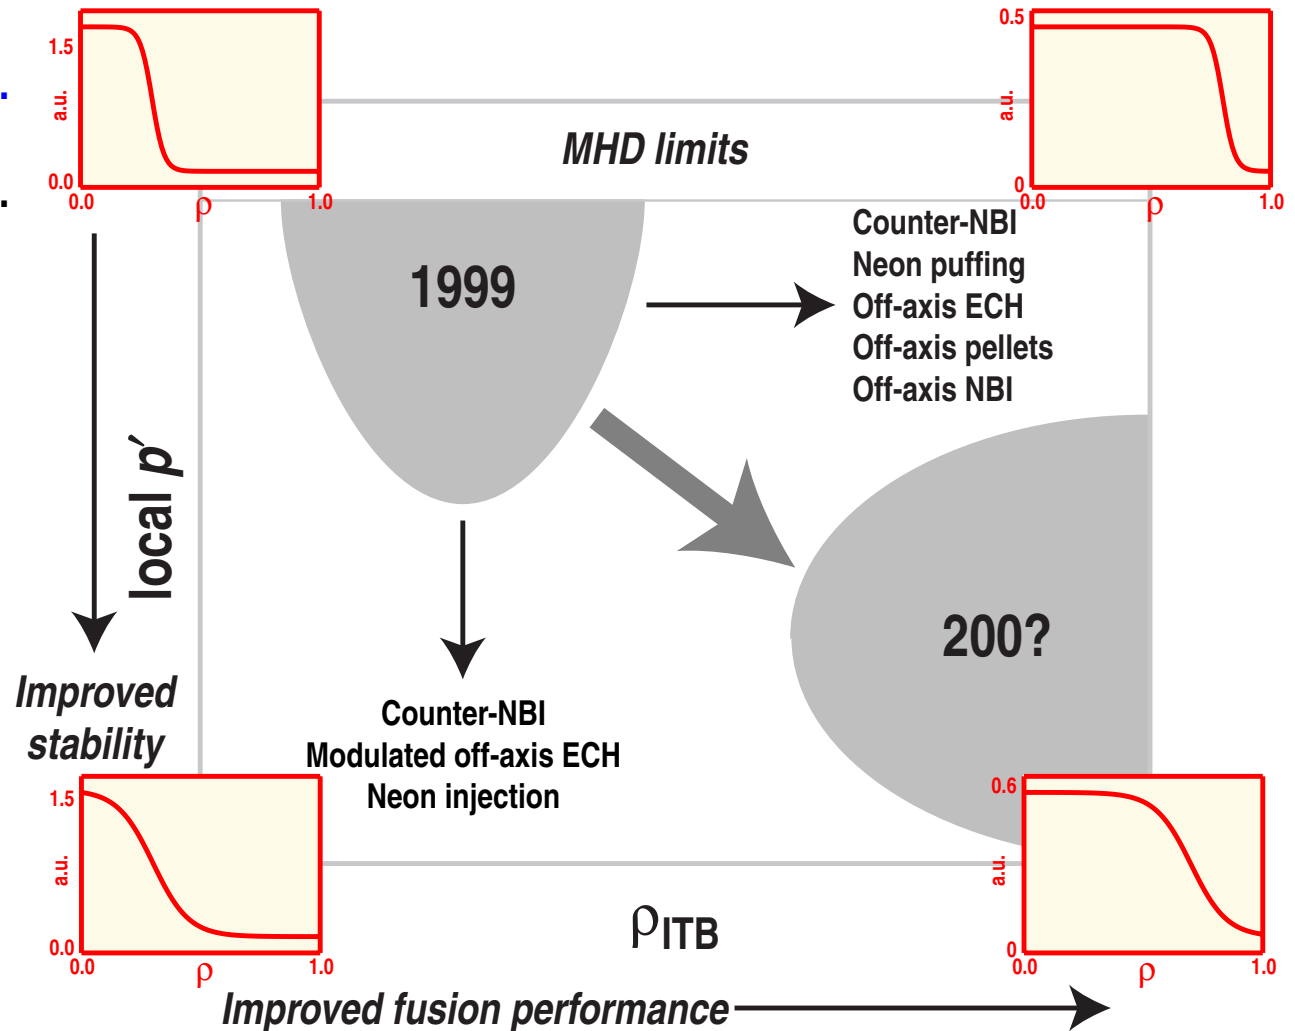 1.5
a.u.
0.0
0.0
ρ
1.0
0.5
a.u.
0
0.0
ρ
1.0
.
.
MHD limits
1999
Counter-NBI
Neon puffing
Off-axis ECH
Off-axis pellets
Off-axis NBI
local p′
200?
Improved
stability
Counter-NBI
Modulated off-axis ECH
Neon injection
1.5
a.u.
0.0
0.0
ρ
1.0
0.6
a.u.
0
0.0
ρ
1.0
ρITB
Improved fusion performance